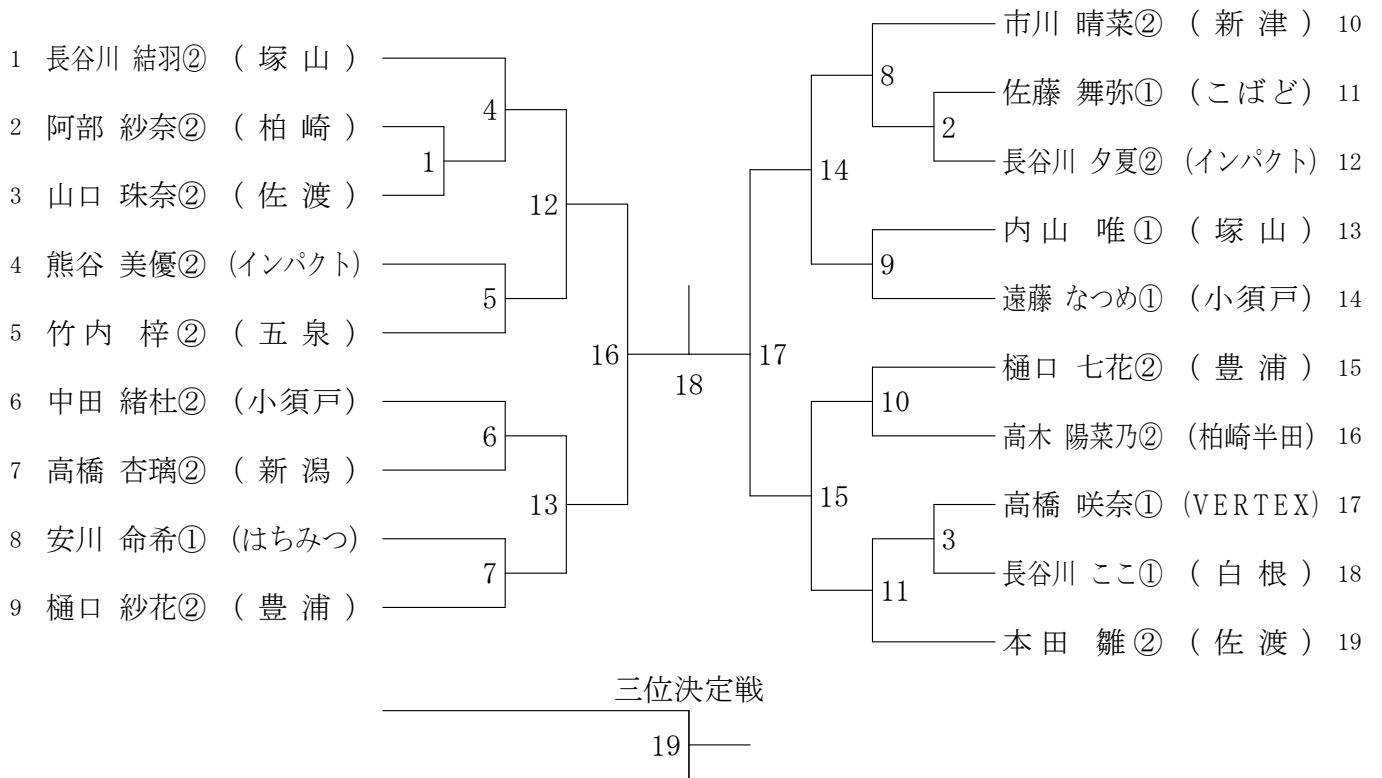 1 長谷川 結羽② (塚山)
2 阿部 紗奈② (柏崎)
3 山口 珠奈② (佐渡)
4 熊谷 美優② (インパクト)
5 竹内 梓② (五泉)
6 中田 緒杜② (小須戸)
7 高橋 杏璃② (新潟)
8 安川 命希① (はちみつ)
9 樋口 紗花② (豊浦)
1
4
5
12
6
7
13
16
18
17
14
8
2
9
15
10
3
11
市川 晴菜② (新津) 10
佐藤 舞弥① (こばど) 11
長谷川 夕夏② (インパクト) 12
内山 唯① (塚山) 13
遠藤 なつめ① (小須戸) 14
樋口 七花② (豊浦) 15
高木 陽菜乃② (柏崎半田) 16
高橋 咲奈① (VERTEX) 17
長谷川 ここ① (白根) 18
本田 雛② (佐渡) 19
三位決定戦
19